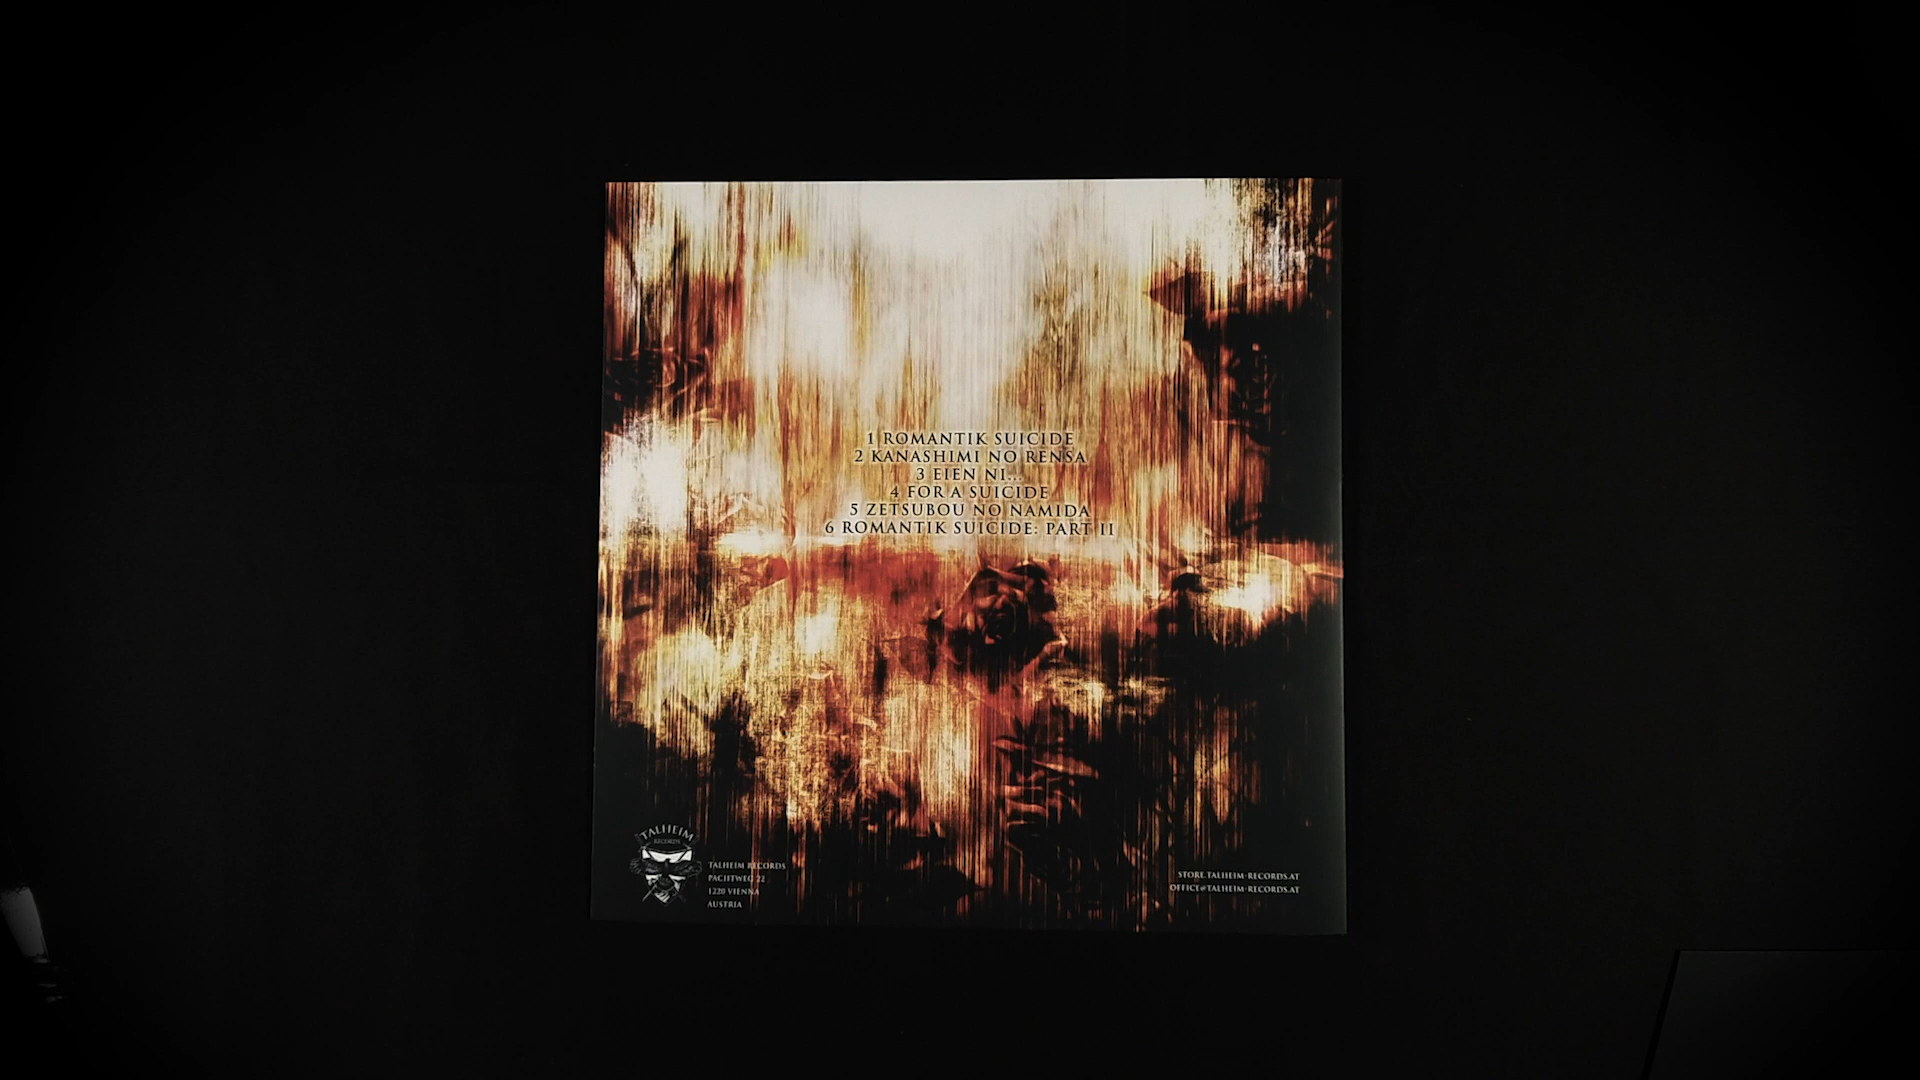 1 ROMANTIK SUICIDE
2 KANASHIMI NO RENSA
3 EIEN NI...
4 FOR A SUICIDE
5 ZETSUBOU NO NAMIDA
6 ROMANTIK SUICIDE: PART II
TALHEIM
RECORDS
TALHEIM RECORDS
PACHTWEG 22
1220 VIENNA
AUSTRIA
STORE.TALHEIM-RECORDS.AT
OFFICE@TALHEIM-RECORDS.AT